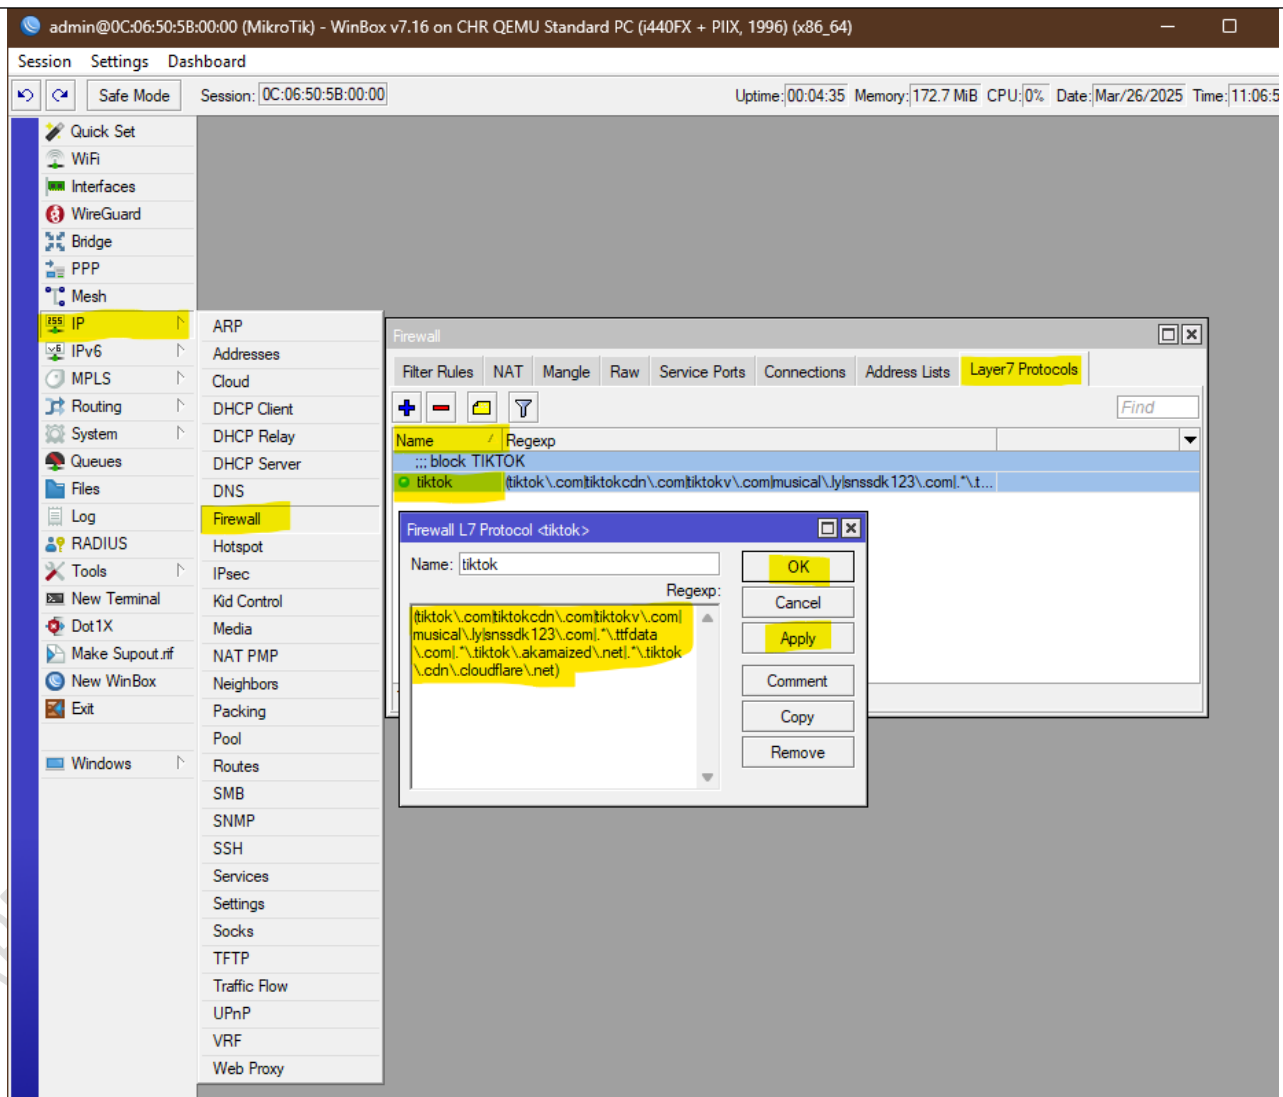 admin@0C:06:50:5B:00:00 (MikroTik) - WinBox v7.16 on CHR QEMU Standard PC (i440FX + PIIX, 1996) (x86_64)
Session Settings Dashboard
Safe Mode Session: 0C:06:50:5B:00:00 Uptime: 00:04:35 Memory: 172.7 MiB CPU: 0% Date: Mar/26/2025 Time: 11:06:5
Quick Set
WiFi
Interfaces
WireGuard
Bridge
PPP
Mesh
IP
IPv6
MPLS
Routing
System
Queues
Files
Log
RADIUS
Tools
New Terminal
Dot1X
Make Supout.rif
New WinBox
Exit
Windows
ARP
Addresses
Cloud
DHCP Client
DHCP Relay
DHCP Server
DNS
Firewall
Hotspot
IPsec
Kid Control
Media
NAT PMP
Neighbors
Packing
Pool
Routes
SMB
SNMP
SSH
Services
Settings
Socks
TFTP
Traffic Flow
UPnP
VRF
Web Proxy
Firewall
Filter Rules NAT Mangle Raw Service Ports Connections Address Lists Layer7 Protocols
Find
Name Regexp
;;; block TIKTOK
tiktok (tiktok\.com|tiktokcdn\.com|tiktokv\.com|musical\.ly|snssdk123\.com|.*\.t...
Firewall L7 Protocol <tiktok>
Name: tiktok
Regexp:
(tiktok\.com|tiktokcdn\.com|tiktokv\.com|
musical\.ly|snssdk123\.com|.*\.ttfdata
\.com|.*\.tiktok\.akamaized\.net|.*\.tiktok
\.cdn\.cloudflare\.net)
OK
Cancel
Apply
Comment
Copy
Remove